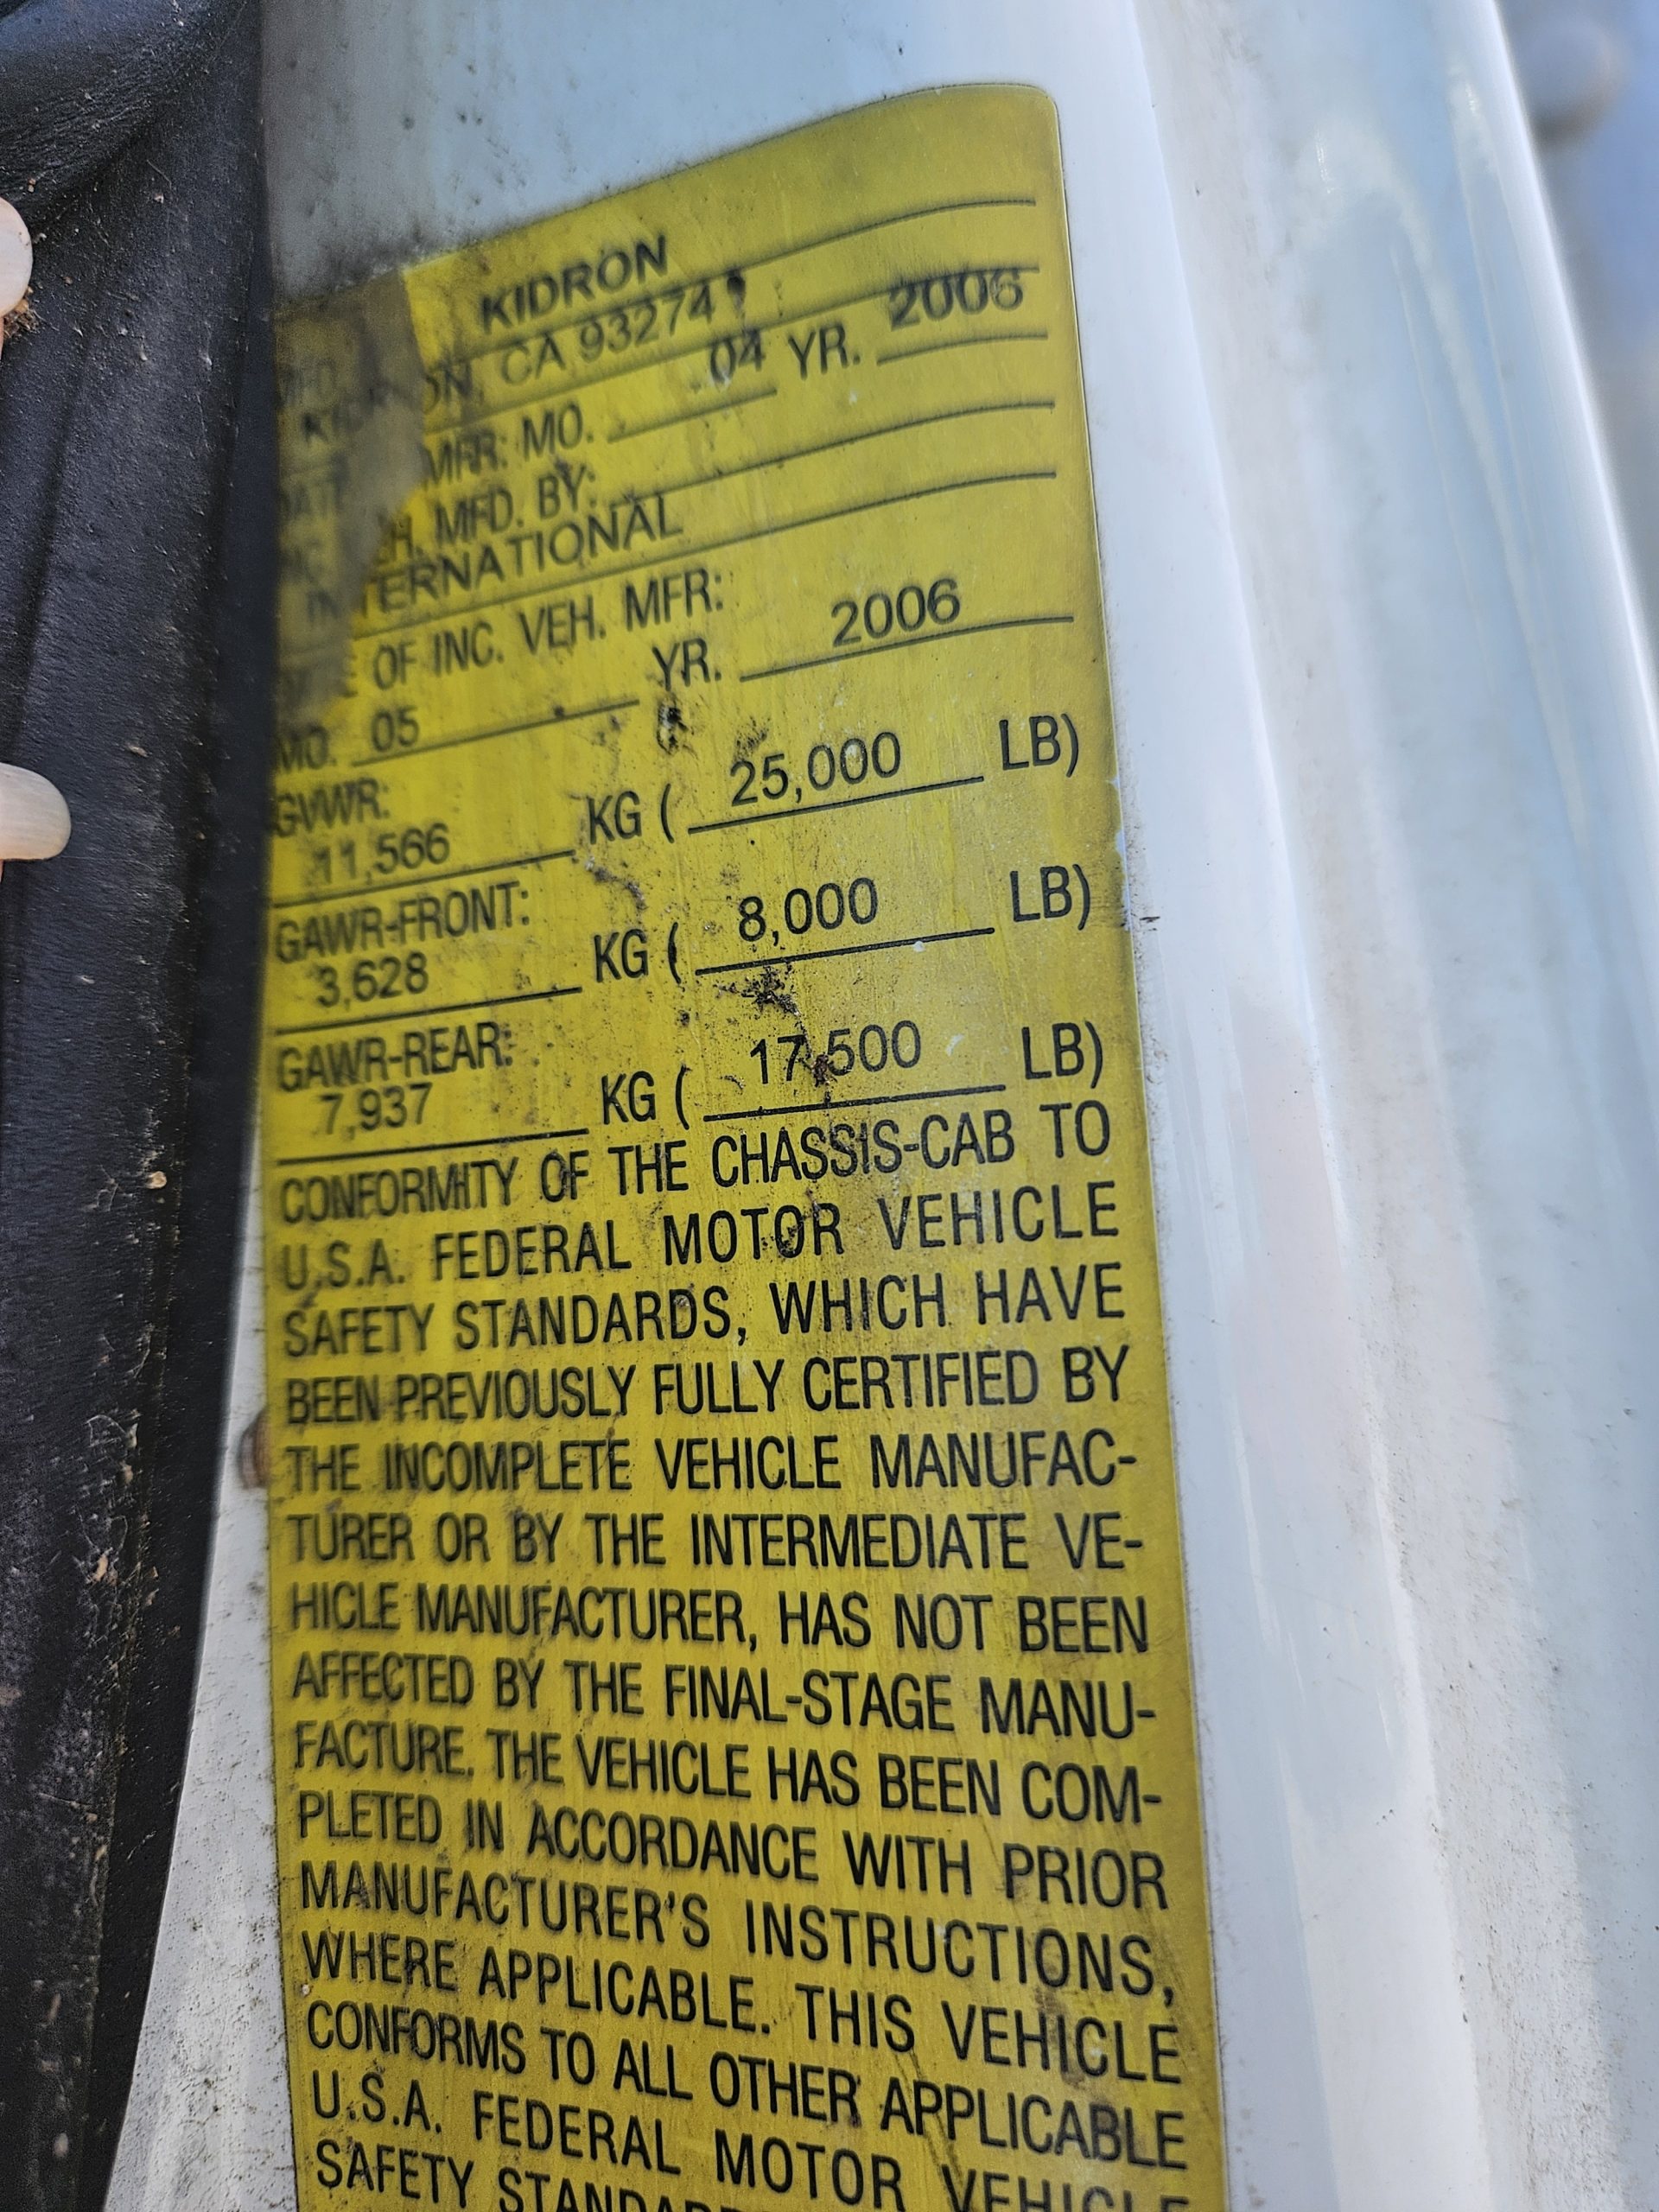 KIDRON
CA 93274
MFR: MO. 04 YR. 2006
MFD. BY:
INTERNATIONAL
OF INC. VEH. MFR:
MO. 05 YR. 2006
GVWR:
11,566 KG ( 25,000 LB)
GAWR-FRONT:
3,628 KG ( 8,000 LB)
GAWR-REAR:
7,937 KG ( 17,500 LB)
CONFORMITY OF THE CHASSIS-CAB TO
U.S.A. FEDERAL MOTOR VEHICLE
SAFETY STANDARDS, WHICH HAVE
BEEN PREVIOUSLY FULLY CERTIFIED BY
THE INCOMPLETE VEHICLE MANUFAC-
TURER OR BY THE INTERMEDIATE VE-
HICLE MANUFACTURER, HAS NOT BEEN
AFFECTED BY THE FINAL-STAGE MANU-
FACTURE. THE VEHICLE HAS BEEN COM-
PLETED IN ACCORDANCE WITH PRIOR
MANUFACTURER'S INSTRUCTIONS,
WHERE APPLICABLE. THIS VEHICLE
CONFORMS TO ALL OTHER APPLICABLE
U.S.A. FEDERAL MOTOR VEHICLE
SAFETY